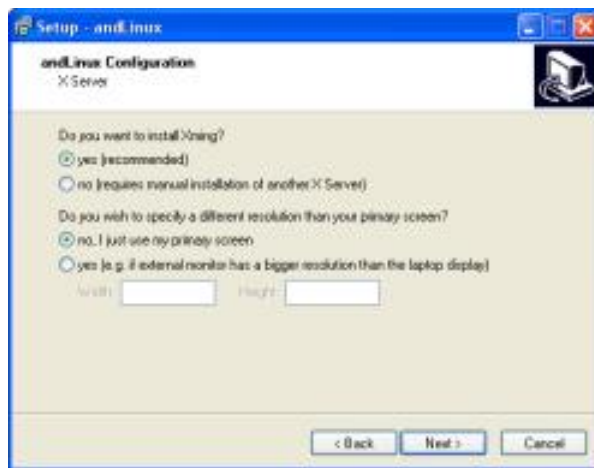 Setup - andLinux
andLinux Configuration
X Server
Do you want to install Xming?
yes (recommended)
no (requires manual installation of another X Server)
Do you wish to specify a different resolution than your primary screen?
no, I just use my primary screen
yes (e.g. if external monitor has a bigger resolution than the laptop display)
Width: Height:
< Back Next > Cancel